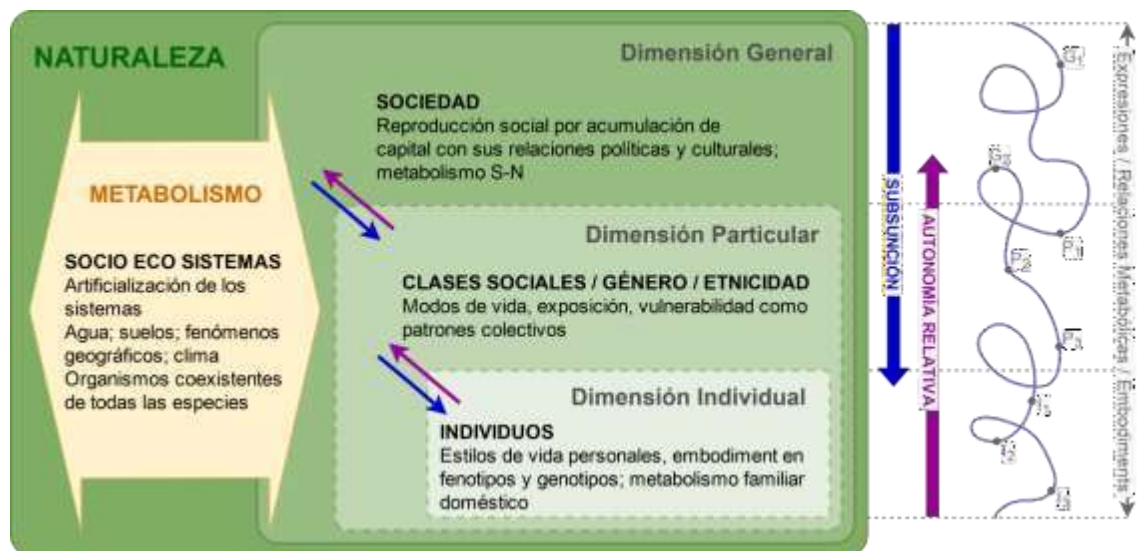 NATURALEZA
Dimensión General
SOCIEDAD
Reproducción social por acumulación de
capital con sus relaciones políticas y culturales;
metabolismo S-N
METABOLISMO
SOCIO ECO SISTEMAS
Artificialización de los
sistemas
Agua; suelos; fenómenos
geográficos; clima
Organismos coexistentes
de todas las especies
Dimensión Particular
CLASES SOCIALES / GÉNERO / ETNICIDAD
Modos de vida, exposición, vulnerabilidad como
patrones colectivos
Dimensión Individual
INDIVIDUOS
Estilos de vida personales, embodiment en
fenotipos y genotipos; metabolismo familiar
doméstico
SUBSUNCIÓN
AUTONOMÍA RELATIVA
G1
P2
I2
Expresiones / Relaciones Metabólicas / Embodiments